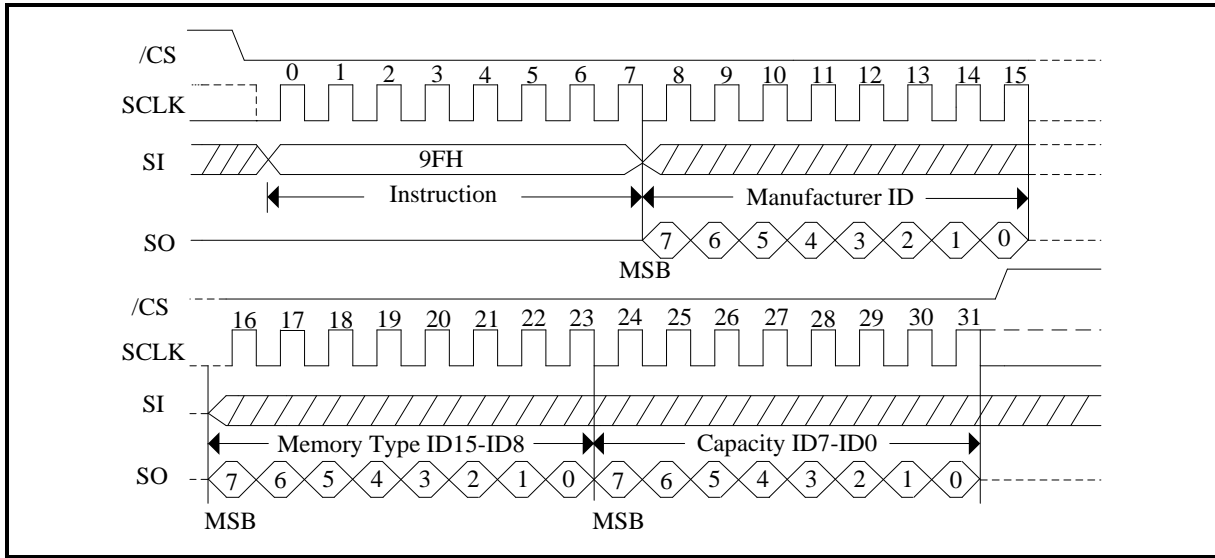 /CS
0 1 2 3 4 5 6 7 8 9 10 11 12 13 14 15
SCLK
SI 9FH
Instruction Manufacturer ID
SO 7 6 5 4 3 2 1 0
MSB
/CS
16 17 18 19 20 21 22 23 24 25 26 27 28 29 30 31
SCLK
SI
Memory Type ID15-ID8 Capacity ID7-ID0
SO 7 6 5 4 3 2 1 0 7 6 5 4 3 2 1 0
MSB MSB